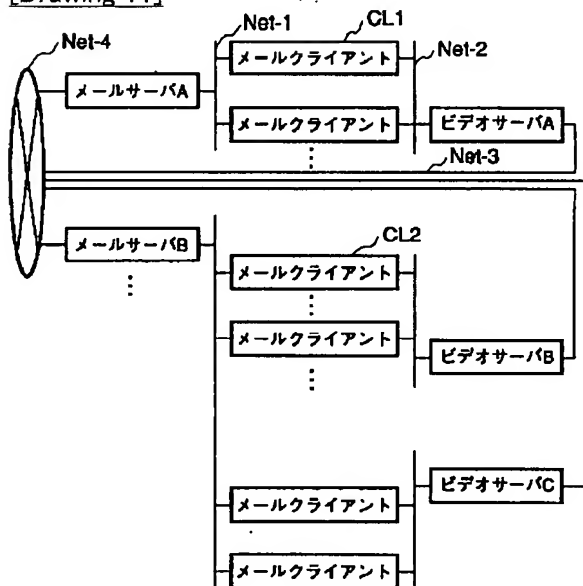 [Drawing 11]
Net-4
Net-1
CL1
Net-2
メールサーバA
メールクライアント
メールクライアント
ビデオサーバA
Net-3
メールサーバB
CL2
メールクライアント
メールクライアント
ビデオサーバB
メールクライアント
ビデオサーバC
メールクライアント